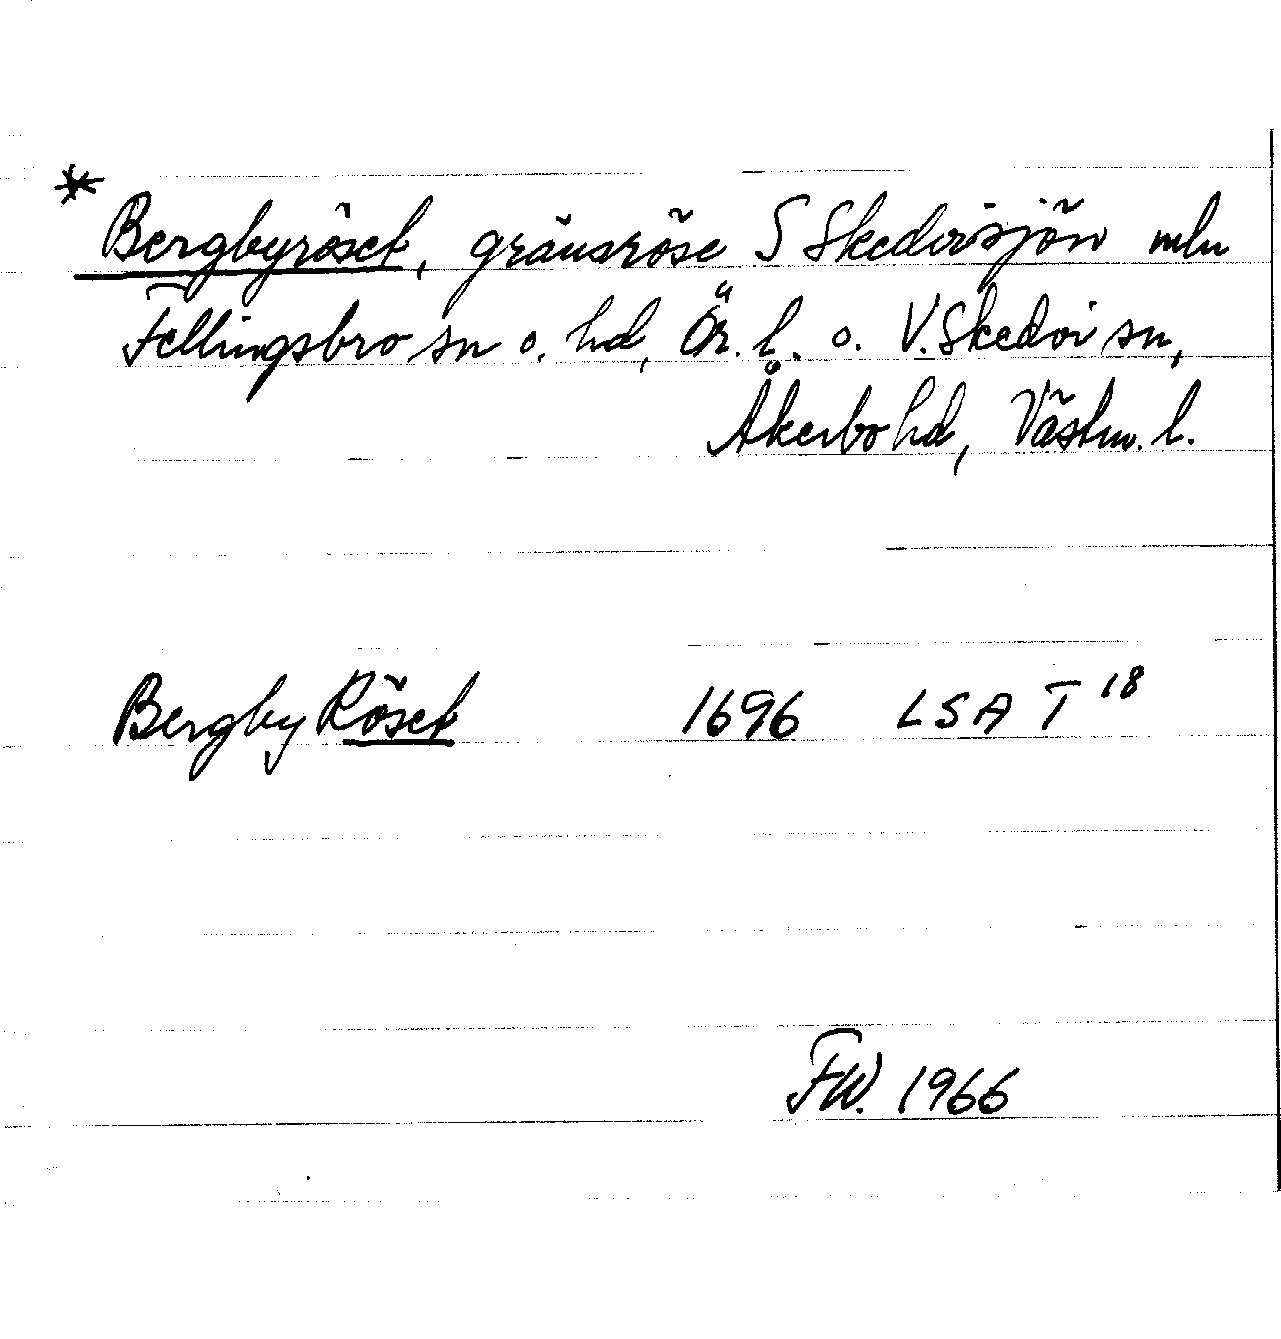 * Bergbyröset, gränsröse S Skedvisjön mln
Fellingsbro sn o. hd, Ör. l. o. V. Skedvi sn,
Åkerbo hd, Västm. l.
Bergby Röset 1696 LSA T 18
FW. 1966